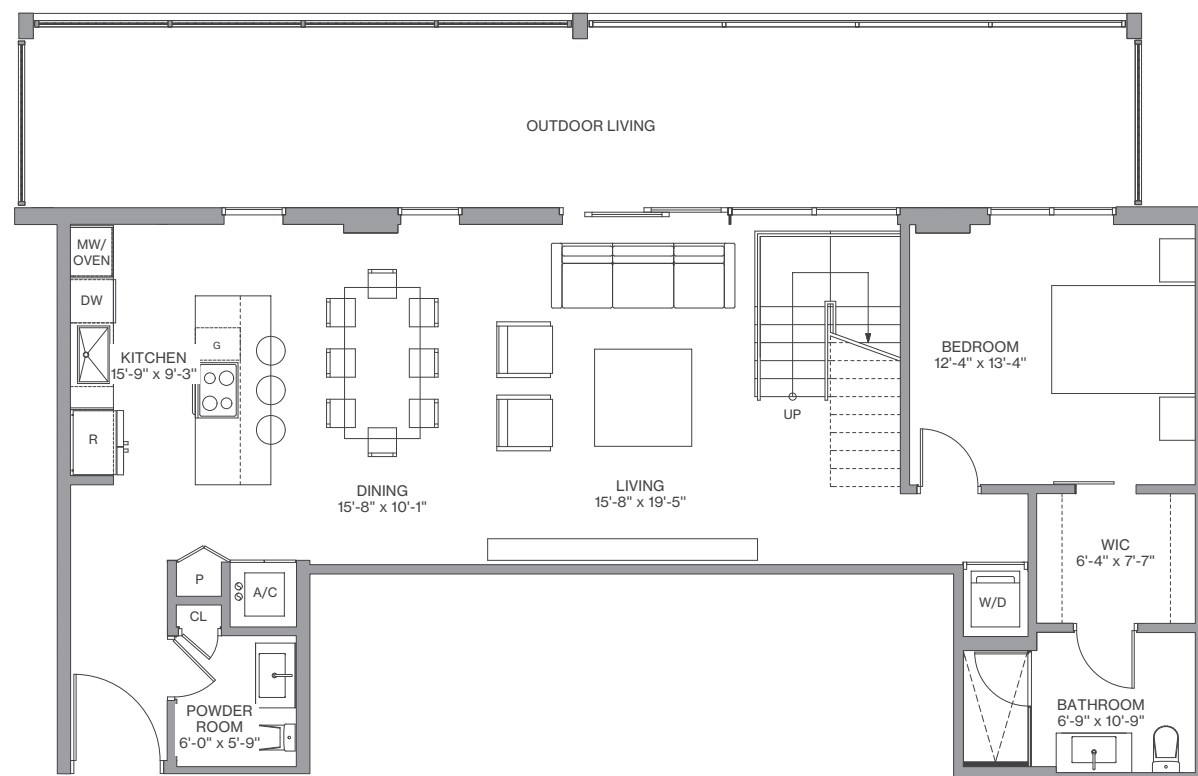 OUTDOOR LIVING
MW/
OVEN
DW
KITCHEN
15'-9" x 9'-3"
G
R
DINING
15'-8" x 10'-1"
LIVING
15'-8" x 19'-5"
UP
BEDROOM
12'-4" x 13'-4"
WIC
6'-4" x 7'-7"
P
A/C
CL
W/D
POWDER
ROOM
6'-0" x 5'-9"
BATHROOM
6'-9" x 10'-9"